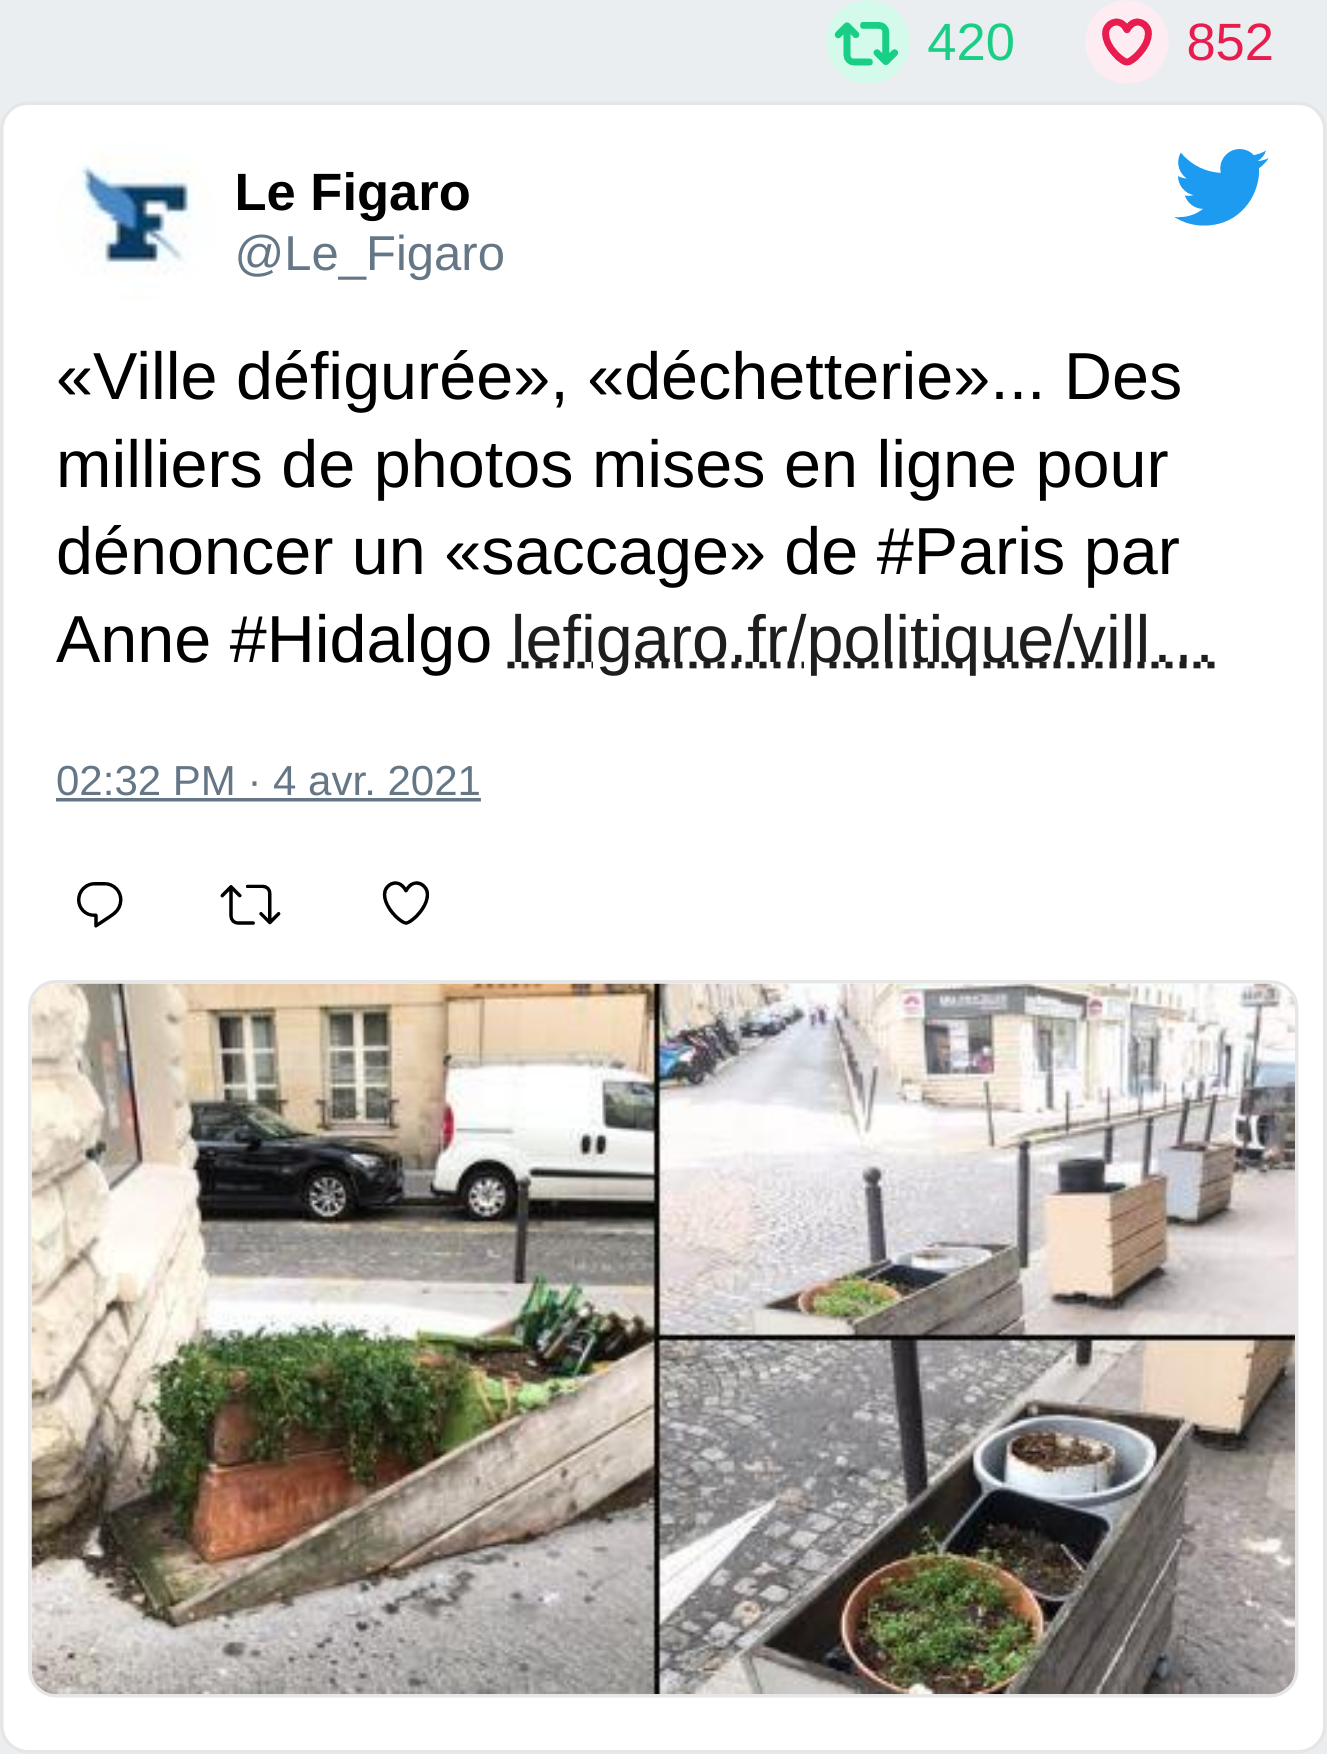 420 852
Le Figaro
@Le_Figaro
«Ville défigurée», «déchetterie»... Des
milliers de photos mises en ligne pour
dénoncer un «saccage» de #Paris par
Anne #Hidalgo lefigaro.fr/politique/vill…
02:32 PM · 4 avr. 2021